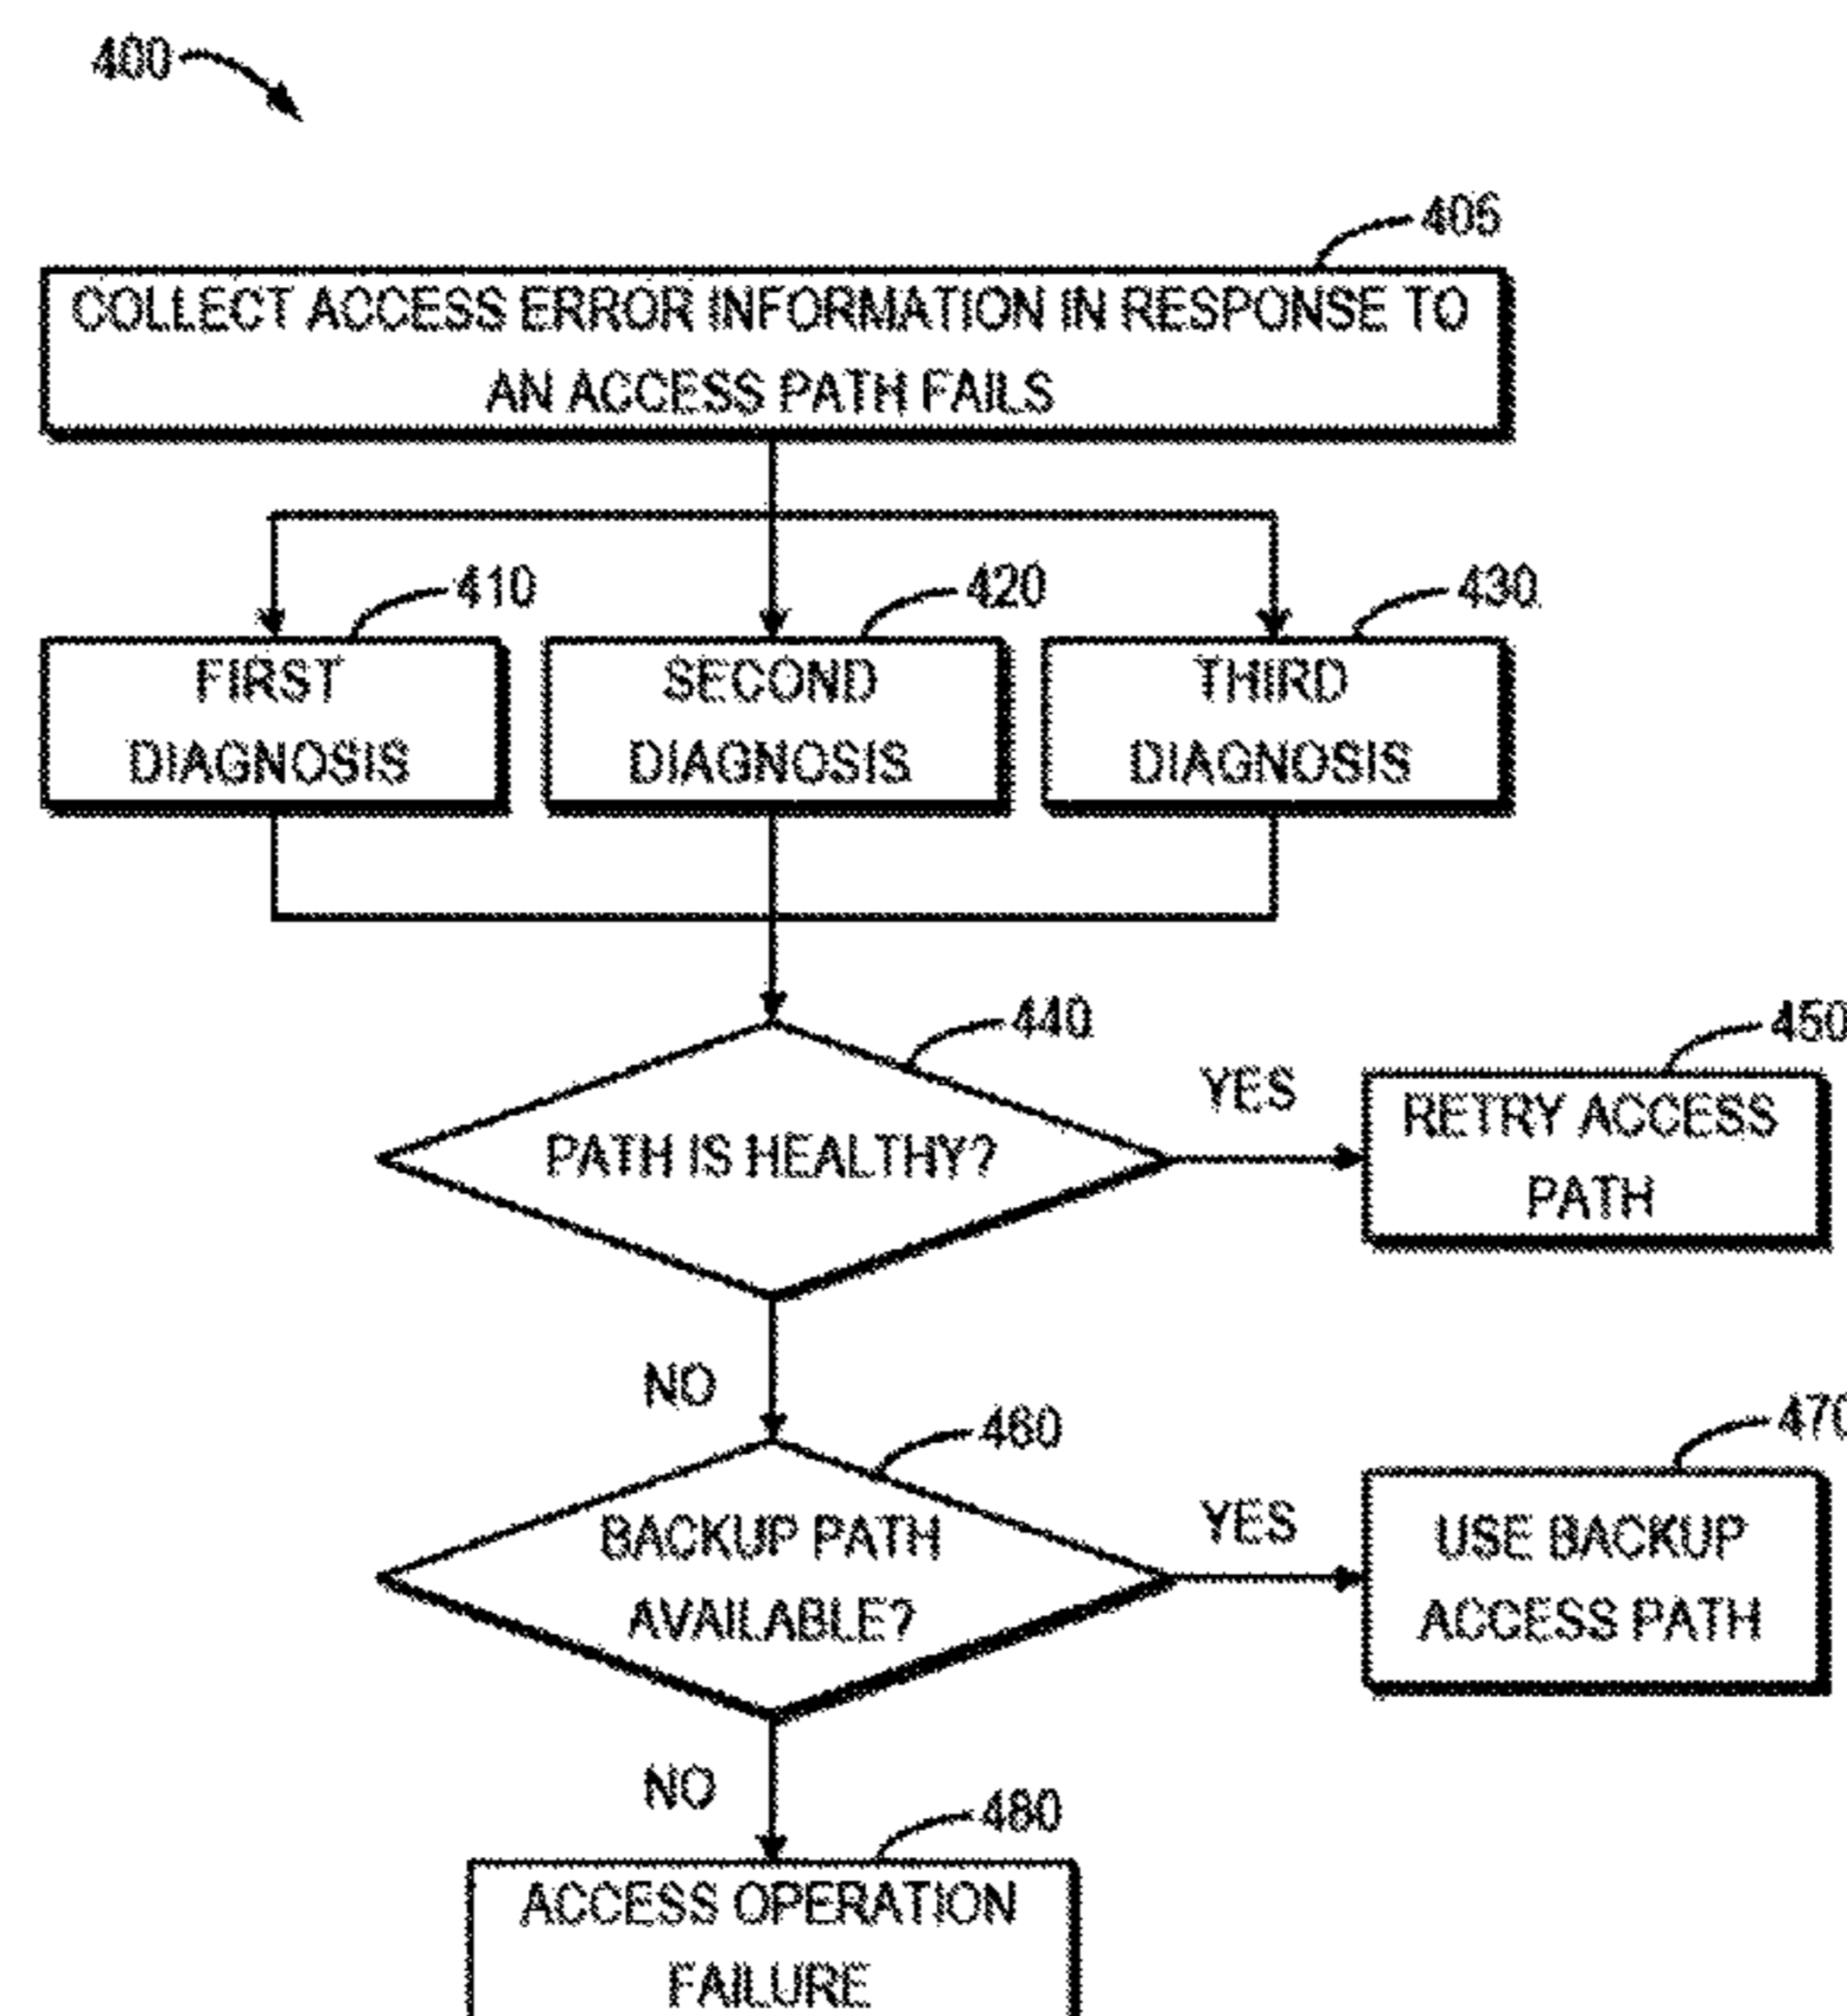 400
405
COLLECT ACCESS ERROR INFORMATION IN RESPONSE TO
AN ACCESS PATH FAILS
410
420
430
FIRST
DIAGNOSIS
SECOND
DIAGNOSIS
THIRD
DIAGNOSIS
440
450
PATH IS HEALTHY?
YES
RETRY ACCESS
PATH
NO
460
470
BACKUP PATH
AVAILABLE?
YES
USE BACKUP
ACCESS PATH
NO
480
ACCESS OPERATION
FAILURE